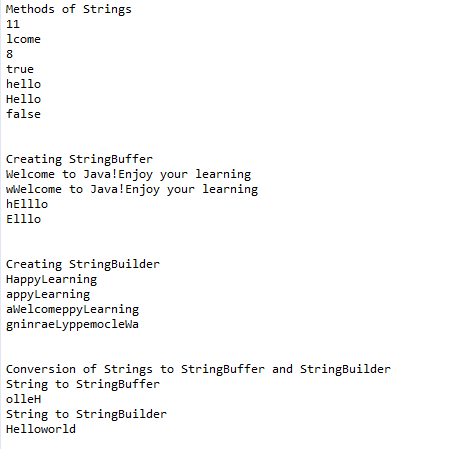 Methods of Strings
11
lcome
8
true
hello
Hello
false
Creating StringBuffer
Welcome to Java!Enjoy your learning
wWelcome to Java!Enjoy your learning
hElllo
Elllo
Creating StringBuilder
HappyLearning
appyLearning
aWelcomeppyLearning
gninraeLyppemocleWa
Conversion of Strings to StringBuffer and StringBuilder
String to StringBuffer
olleH
String to StringBuilder
Helloworld